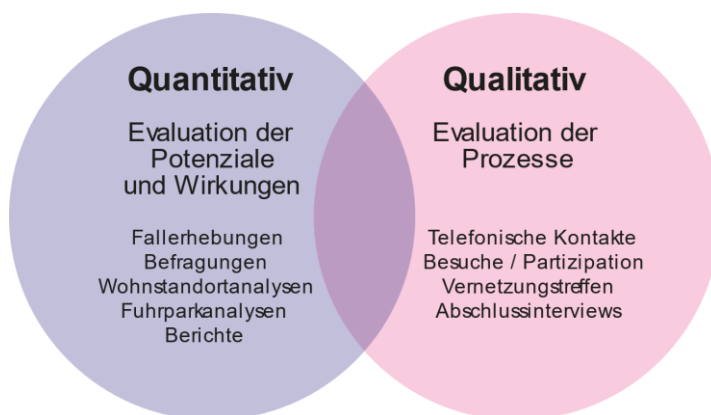 Quantitativ
Evaluation der
Potenziale
und Wirkungen
Fallerhebungen
Befragungen
Wohnstandortanalysen
Fuhrparkanalysen
Berichte
Qualitativ
Evaluation der
Prozesse
Telefonische Kontakte
Besuche / Partizipation
Vernetzungstreffen
Abschlussinterviews